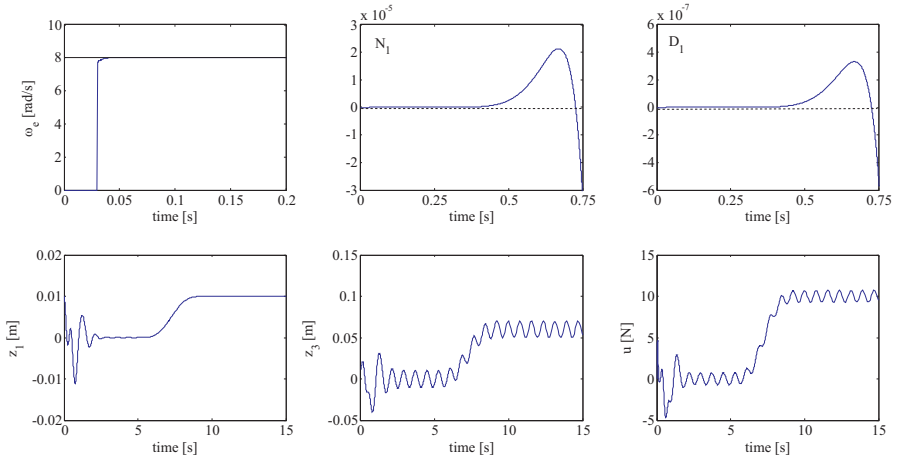 10
8
6
4
2
0
ω_e [rad/s]
0 0.05 0.1 0.15 0.2
time [s]
x 10^-5
N_1
3
2
1
0
-1
-2
-3
0 0.25 0.5 0.75
time [s]
x 10^-7
D_1
6
4
2
0
-2
-4
-6
0 0.25 0.5 0.75
time [s]
0.02
0.01
0
-0.01
-0.02
z_1 [m]
0 5 10 15
time [s]
0.15
0.1
0.05
0
-0.05
z_3 [m]
0 5 10 15
time [s]
15
10
5
0
-5
u [N]
0 5 10 15
time [s]